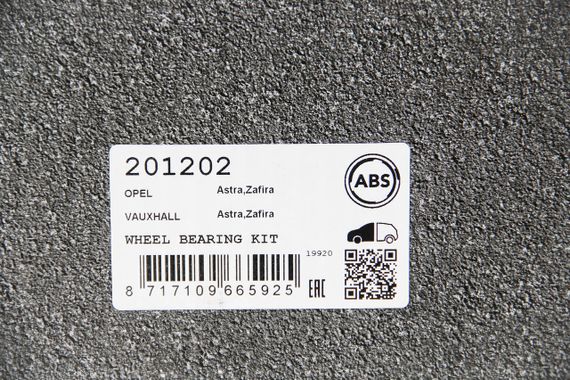 201202
OPEL Astra,Zafira
VAUXHALL Astra,Zafira
WHEEL BEARING KIT
19920
8 717109 665925
EAC
ABS